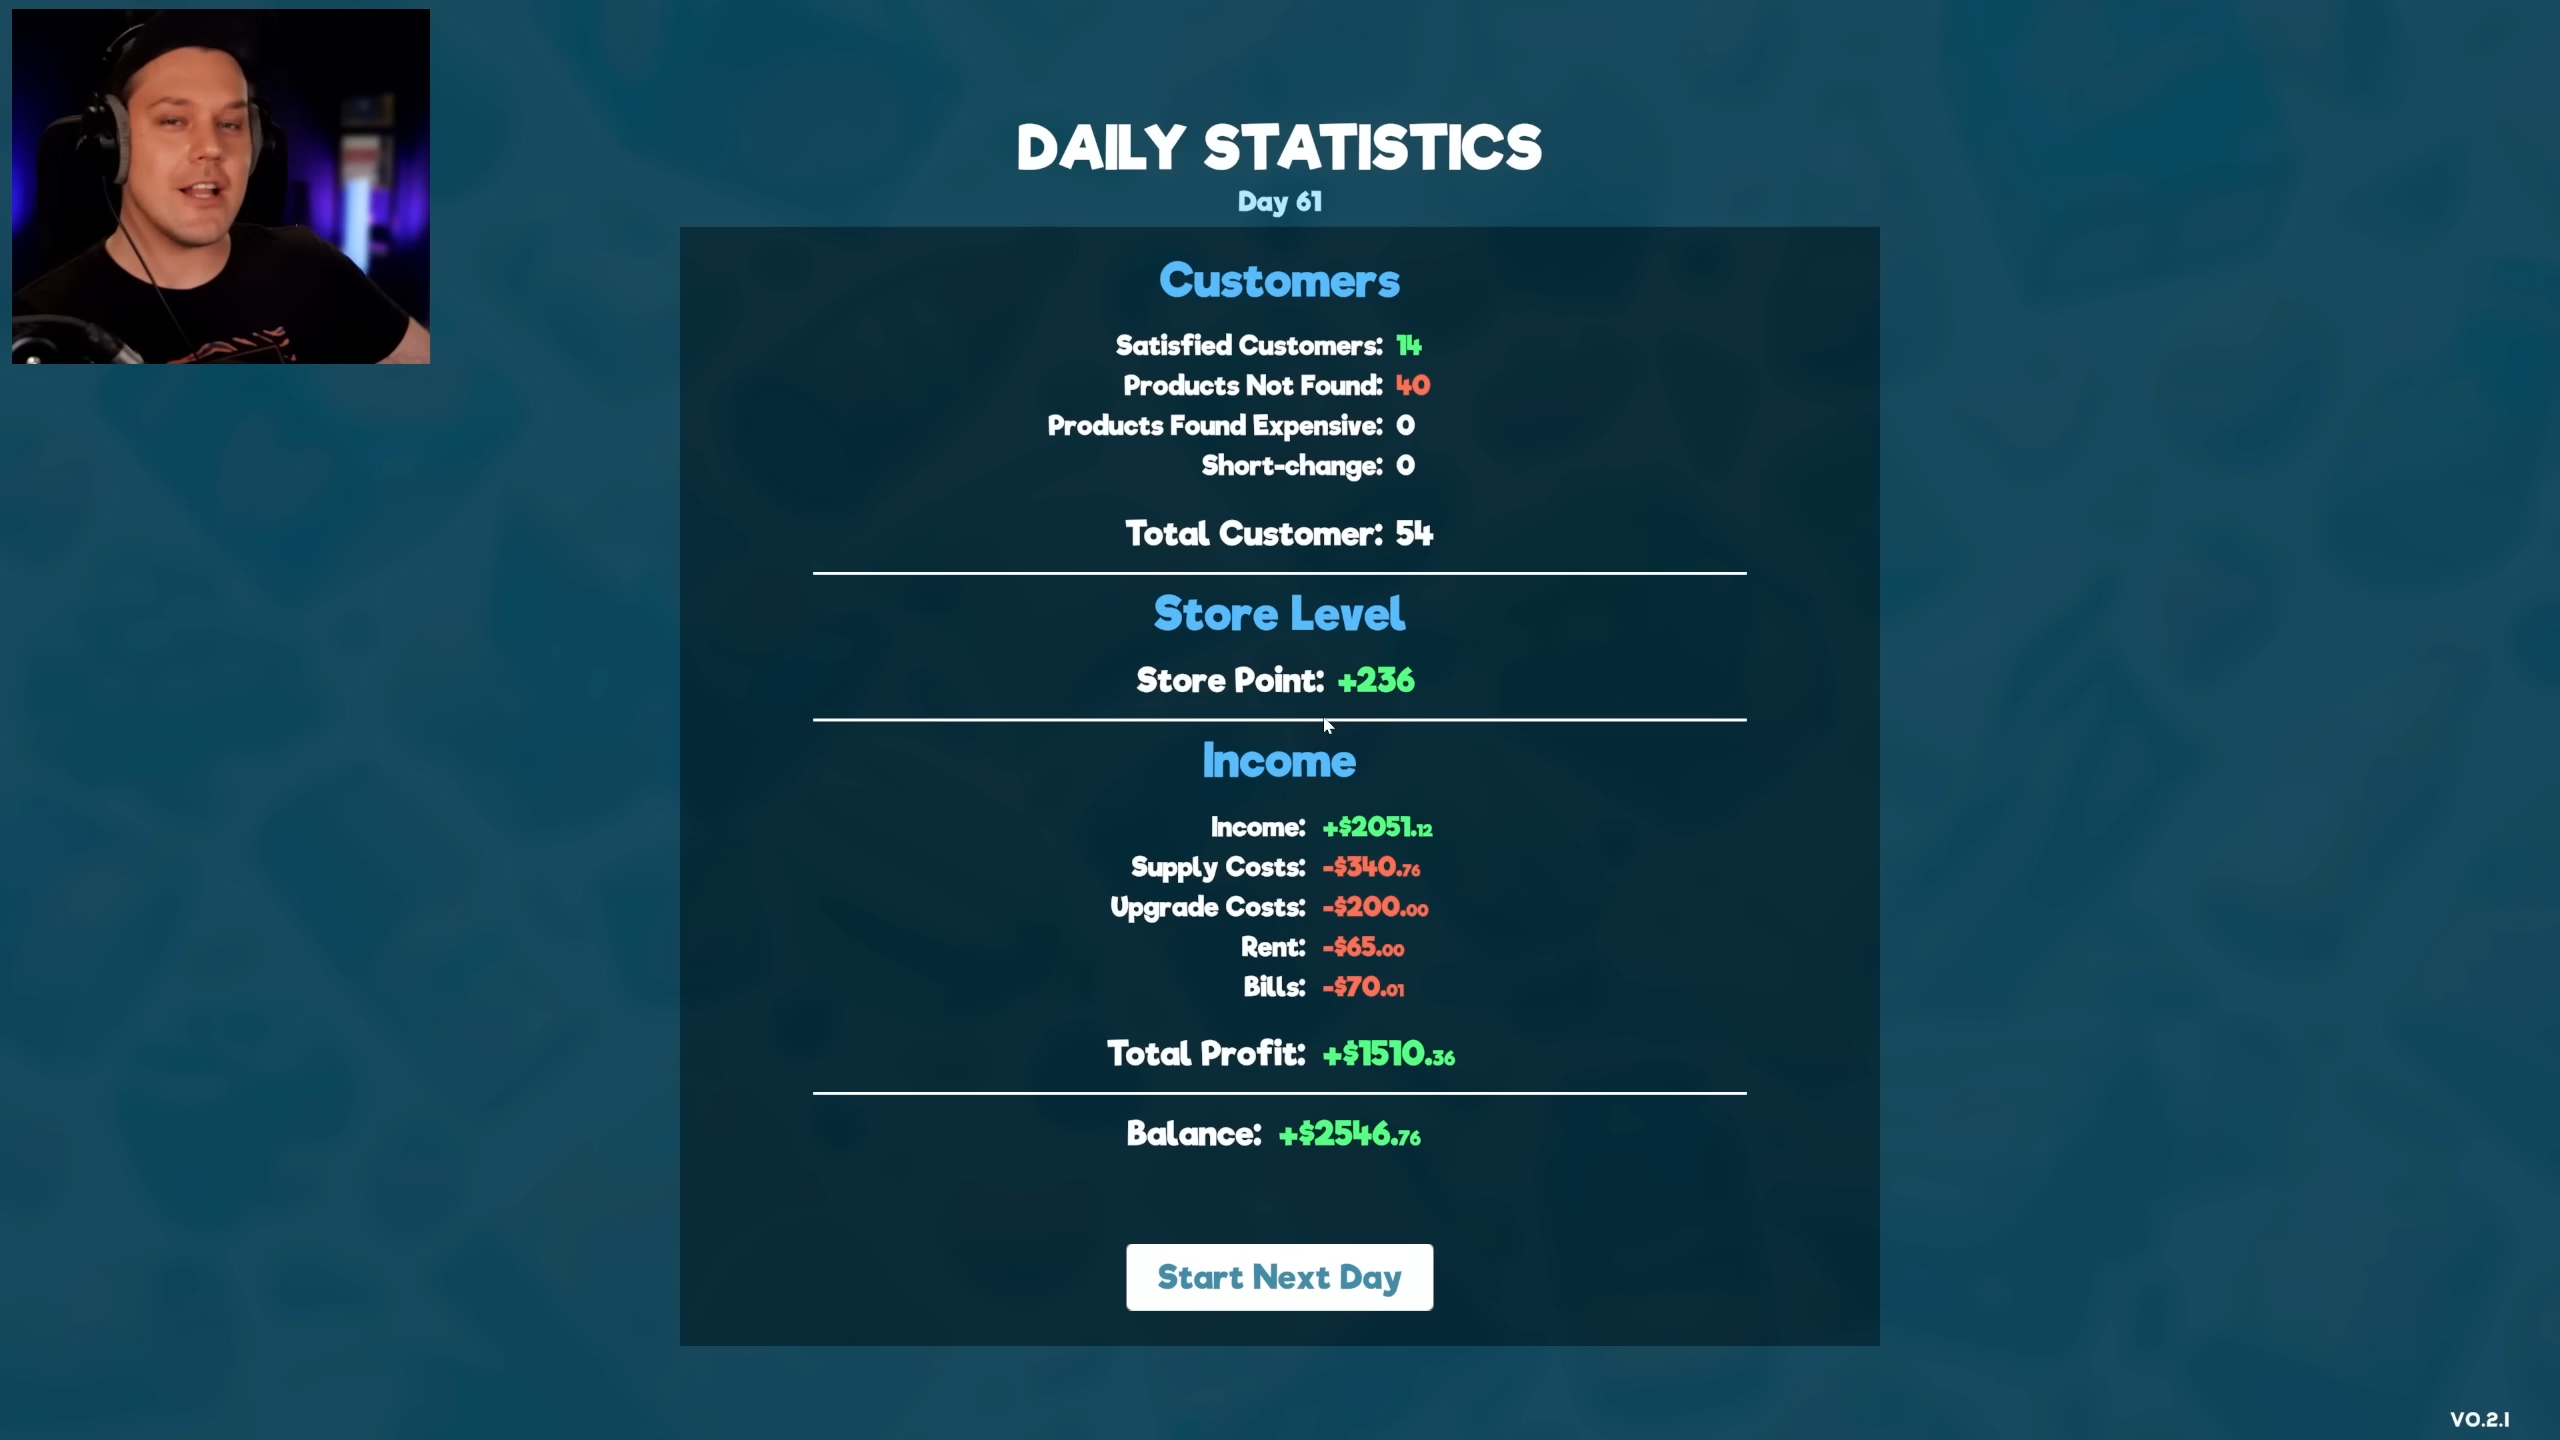 DAILY STATISTICS
Day 61
Customers
Satisfied Customers: 14
Products Not Found: 40
Products Found Expensive: 0
Short-change: 0
Total Customer: 54
Store Level
Store Point: +236
Income
Income: +$2051.12
Supply Costs: -$340.76
Upgrade Costs: -$200.00
Rent: -$65.00
Bills: -$70.01
Total Profit: +$1510.36
Balance: +$2546.76
Start Next Day
V0.2.1